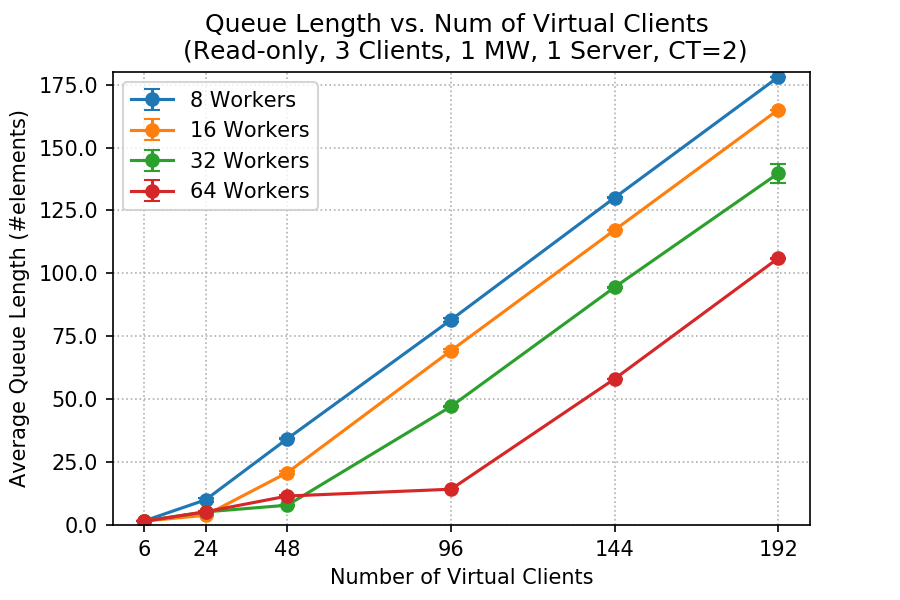 Queue Length vs. Num of Virtual Clients
(Read-only, 3 Clients, 1 MW, 1 Server, CT=2)
Average Queue Length (#elements)
175.0
150.0
125.0
100.0
75.0
50.0
25.0
0.0
8 Workers
16 Workers
32 Workers
64 Workers
6 24 48 96 144 192
Number of Virtual Clients